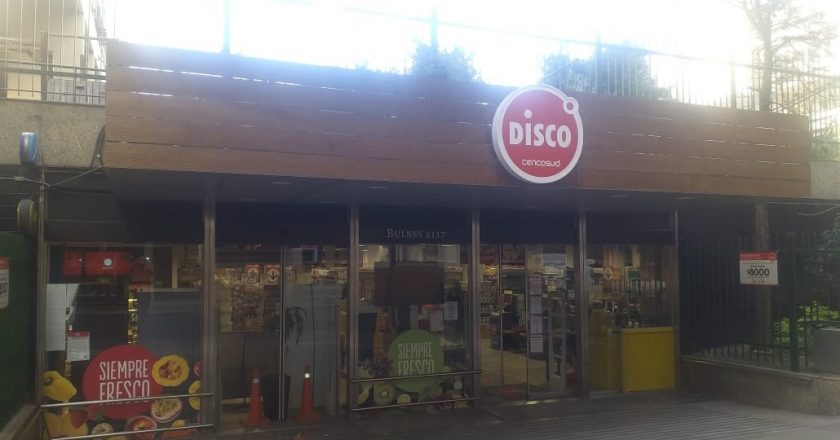 DISCO
cencosud
BULNES 2117
$8000
SIEMPRE
FRESCO
SIEMPRE
FRESCO